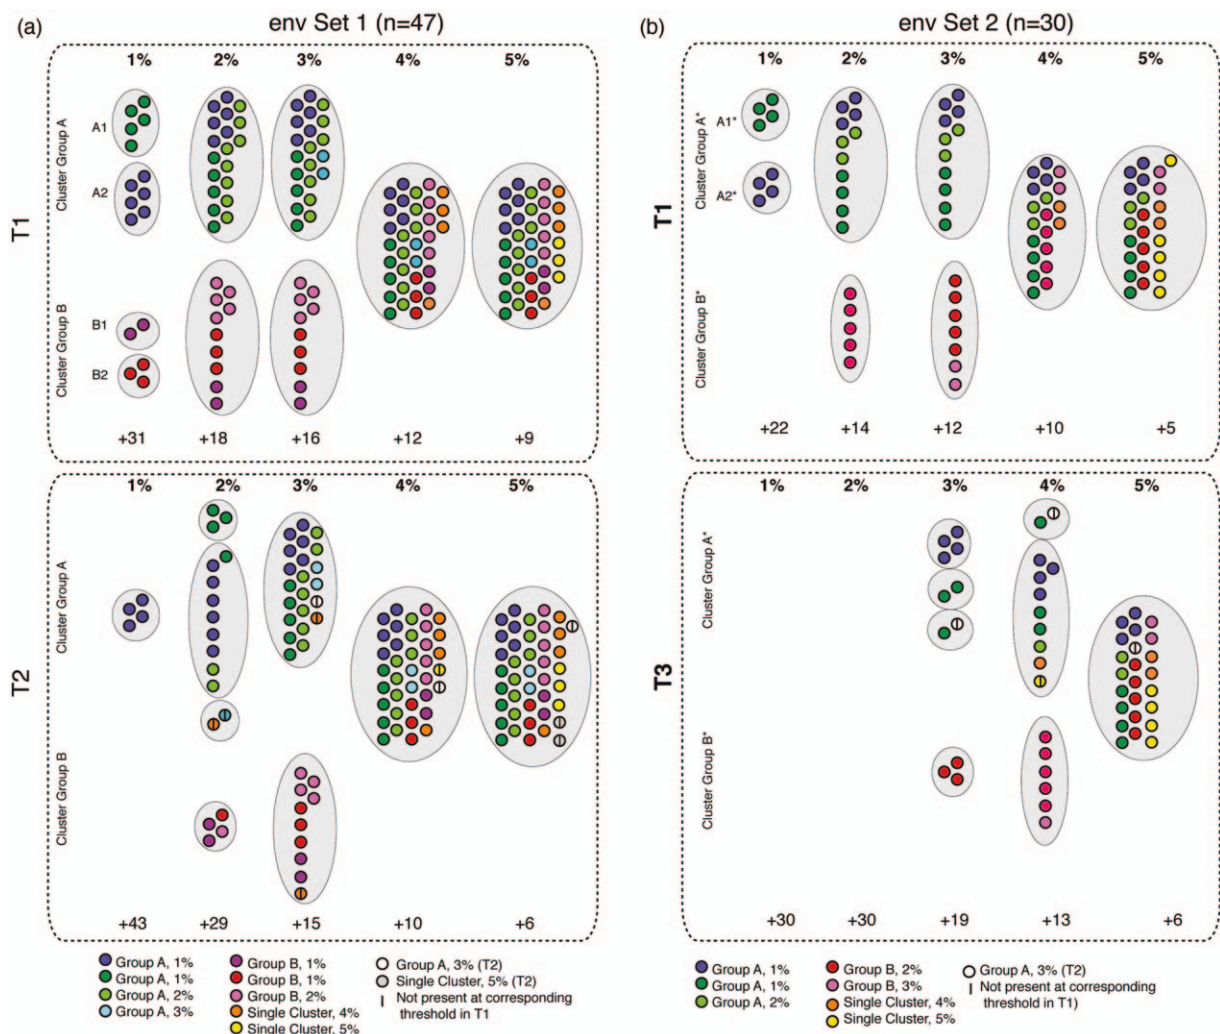 (a) env Set 1 (n=47)
1% 2% 3% 4% 5%
T1
Cluster Group A
A1
A2
Cluster Group B
B1
B2
+31 +18 +16 +12 +9
1% 2% 3% 4% 5%
T2
Cluster Group A
Cluster Group B
+43 +29 +15 +10 +6
Group A, 1%
Group A, 1%
Group A, 2%
Group A, 3%
Group B, 1%
Group B, 1%
Group B, 2%
Single Cluster, 4%
Single Cluster, 5%
Group A, 3% (T2)
Single Cluster, 5% (T2)
Not present at corresponding
threshold in T1
(b) env Set 2 (n=30)
1% 2% 3% 4% 5%
T1
Cluster Group A*
A1*
A2*
Cluster Group B*
+22 +14 +12 +10 +5
1% 2% 3% 4% 5%
T3
Cluster Group A*
Cluster Group B*
+30 +30 +19 +13 +6
Group A, 1%
Group A, 1%
Group A, 2%
Group B, 2%
Group B, 3%
Single Cluster, 4%
Single Cluster, 5%
Group A, 3% (T2)
Not present at corresponding
threshold in T1)